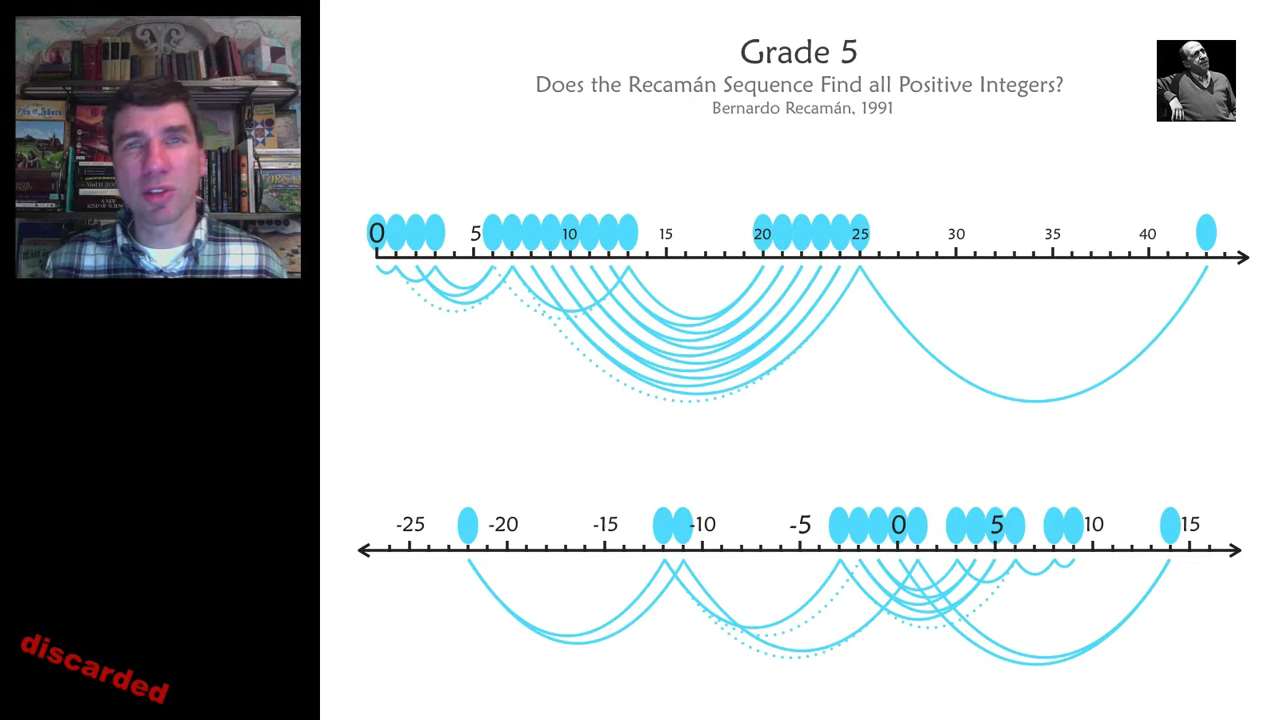 Grade 5
Does the Recamán Sequence Find all Positive Integers?
Bernardo Recamán, 1991
0 5 10 15 20 25 30 35 40
-25 -20 -15 -10 -5 0 5 10 15
discarded